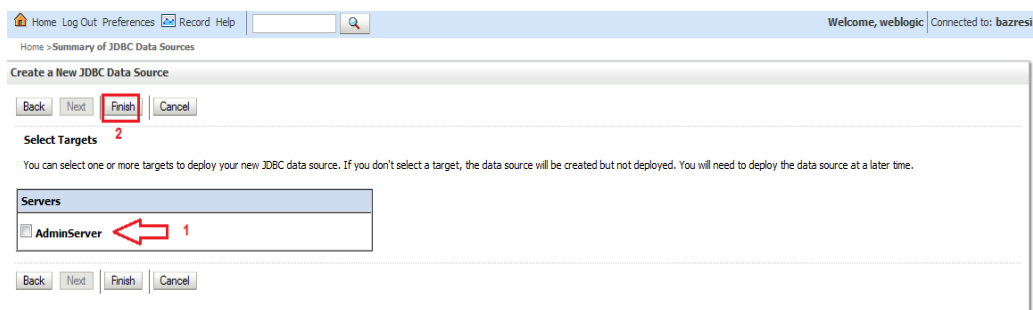 Home Log Out Preferences Record Help
Welcome, weblogic Connected to: bazresi
Home >Summary of JDBC Data Sources
Create a New JDBC Data Source
Back Next Finish Cancel
2
Select Targets
You can select one or more targets to deploy your new JDBC data source. If you don't select a target, the data source will be created but not deployed. You will need to deploy the data source at a later time.
Servers
AdminServer 1
Back Next Finish Cancel